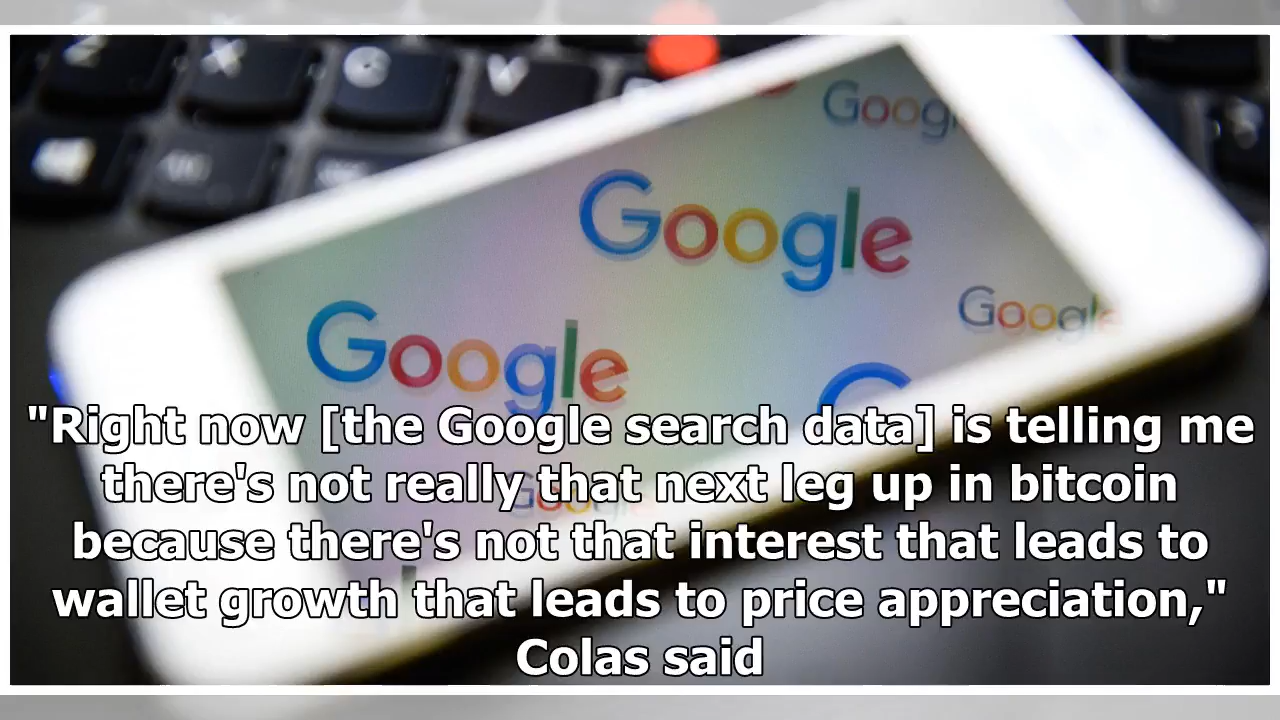 Z X C V
Google
Google
Google
Google
"Right now [the Google search data] is telling me
there's not really that next leg up in bitcoin
because there's not that interest that leads to
wallet growth that leads to price appreciation,"
Colas said